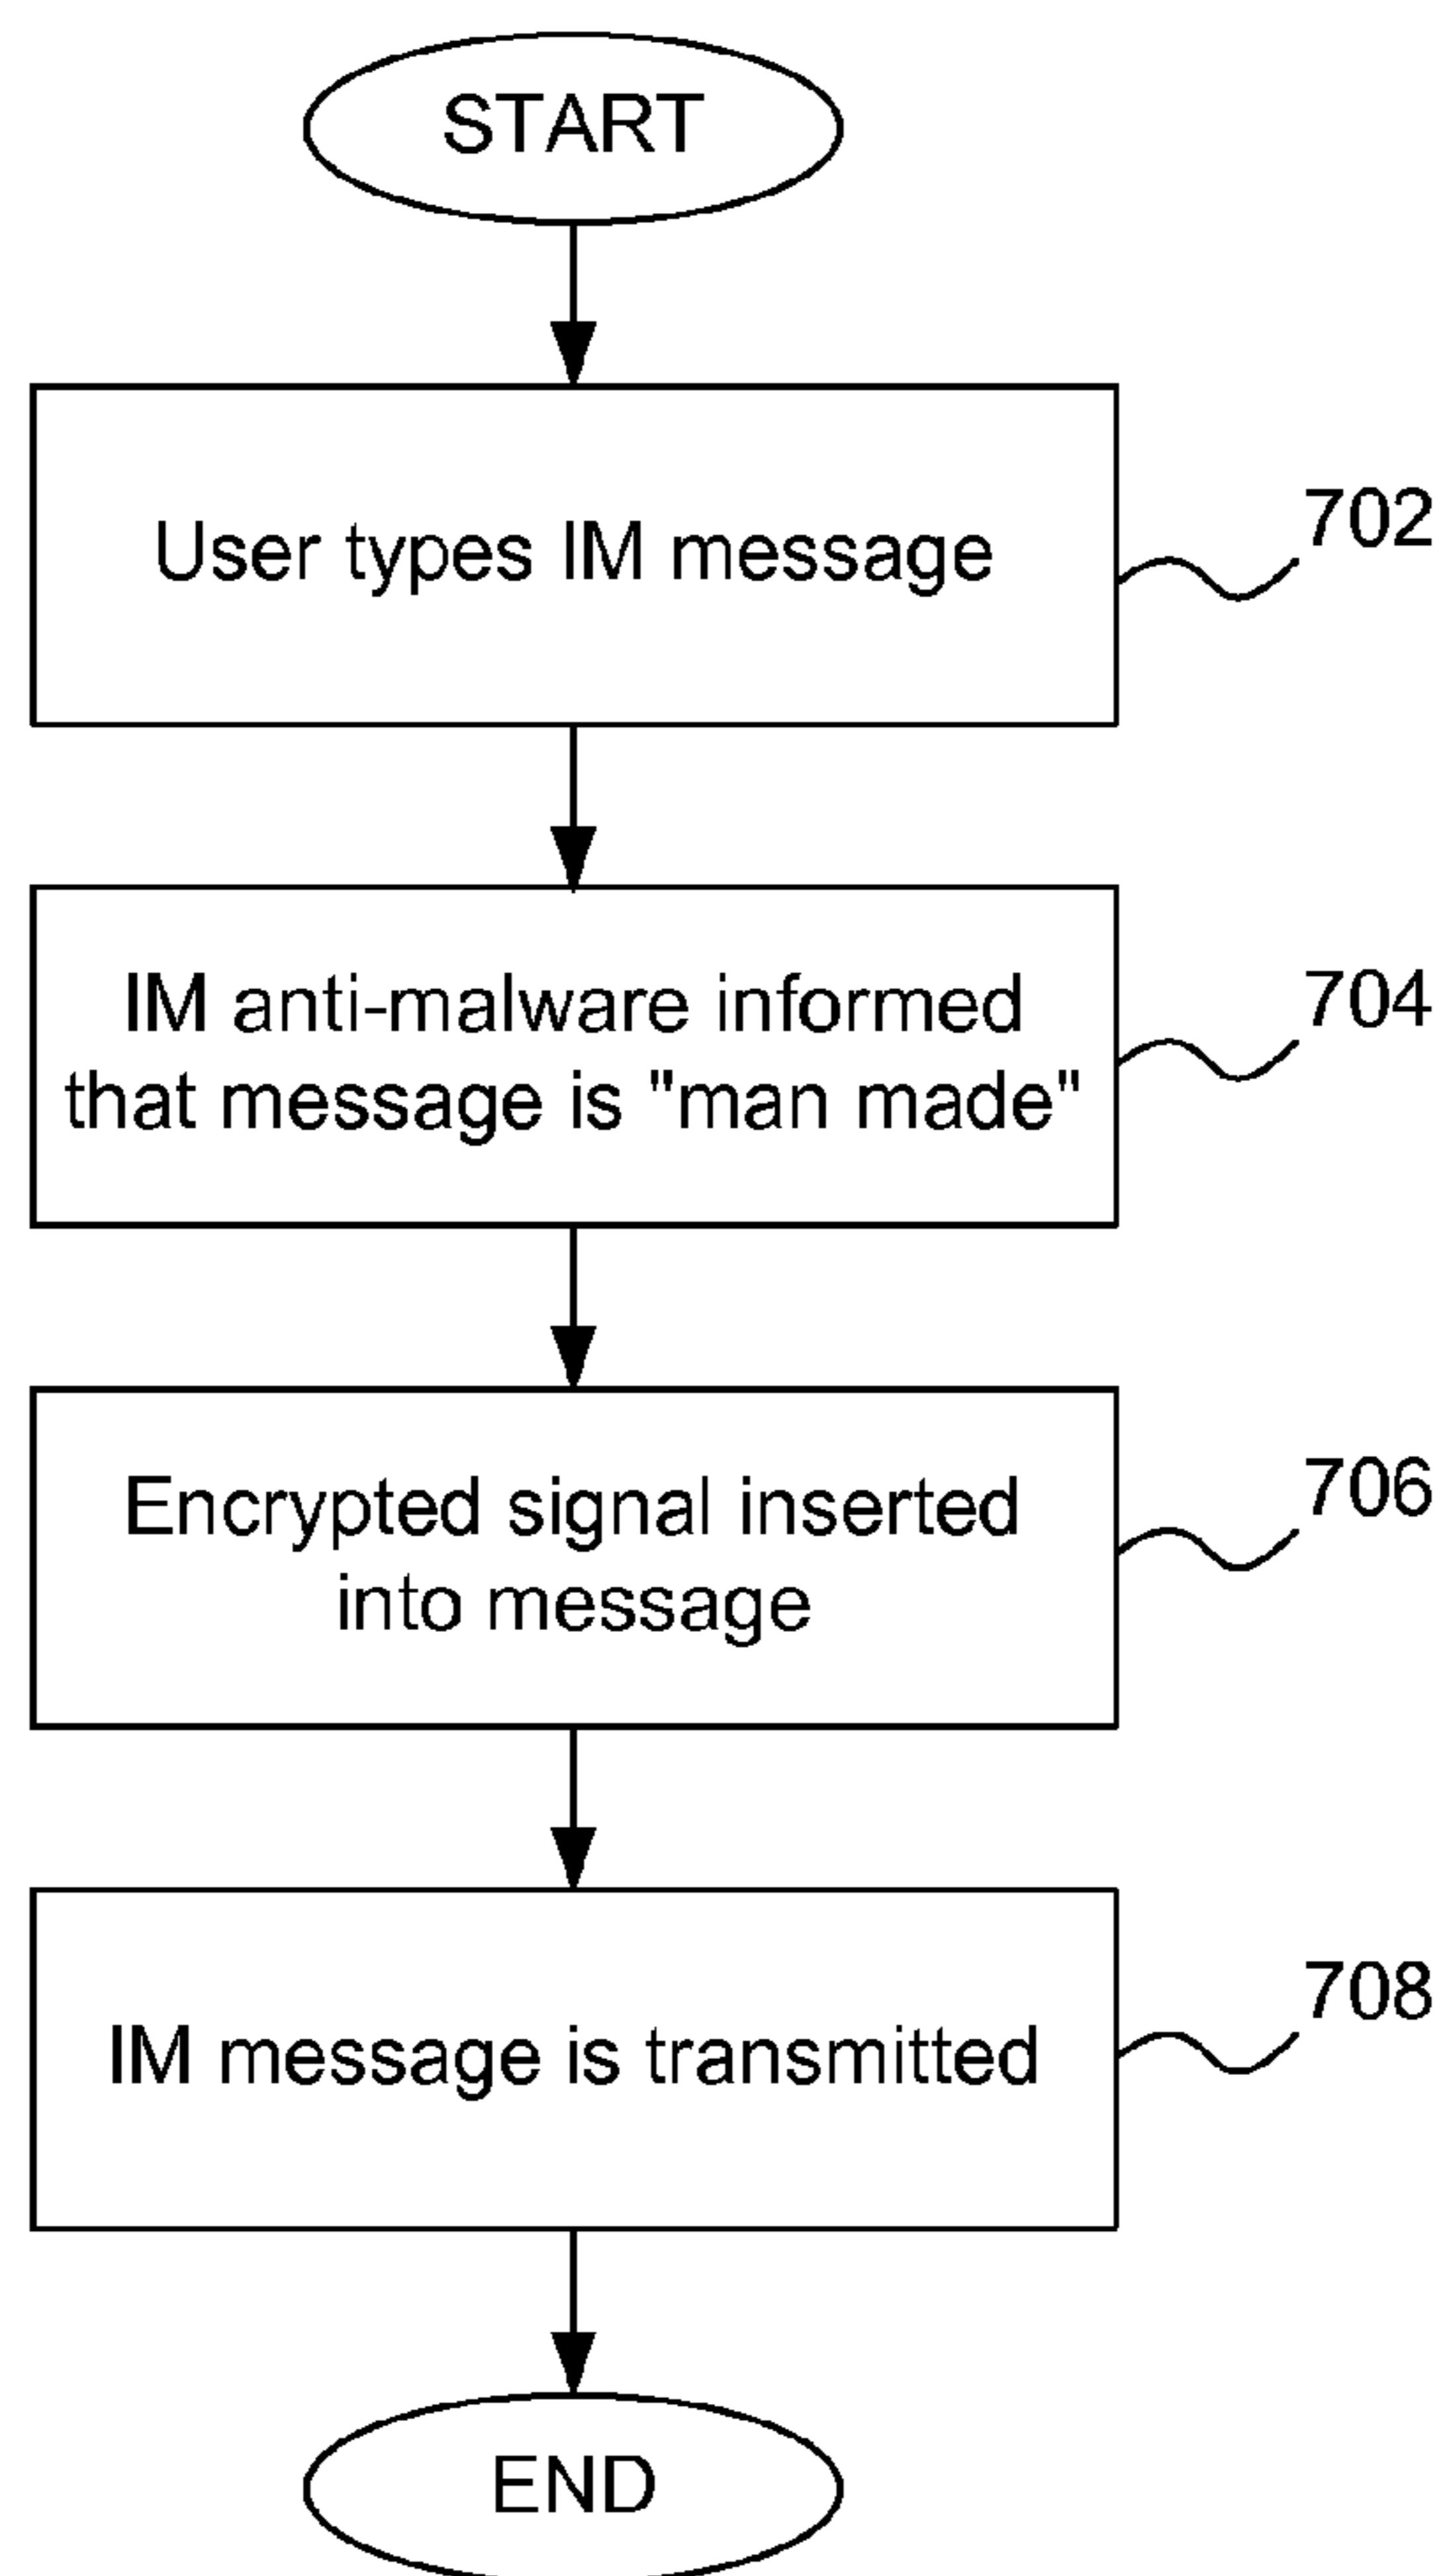 START
User types IM message
702
IM anti-malware informed
that message is "man made"
704
Encrypted signal inserted
into message
706
IM message is transmitted
708
END